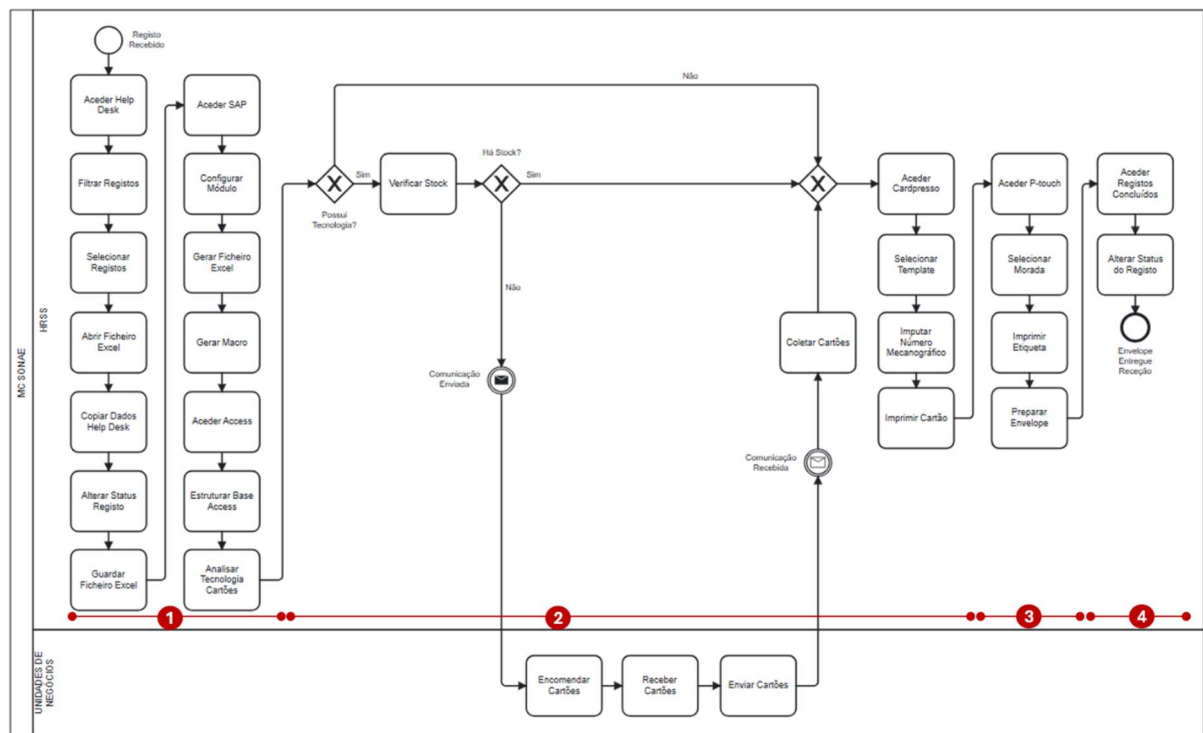 MC SONAE
HRSS
Registo
Recebido
Aceder Help
Desk
Filtrar Registos
Selecionar
Registos
Abrir Ficheiro
Excel
Copiar Dados
Help Desk
Alterar Status
Registo
Guardar
Ficheiro Excel
Aceder SAP
Configurar
Módulo
Gerar Ficheiro
Excel
Gerar Macro
Aceder Access
Estruturar Base
Access
Analisar
Tecnologia
Cartões
Possui
Tecnologia?
Não
Sim
Verificar Stock
Há Stock?
Sim
Não
Comunicação
Enviada
Comunicação
Recebida
Coletar Cartões
Aceder
Cardpresso
Selecionar
Template
Imputar
Número
Mecanográfico
Imprimir Cartão
Aceder P-touch
Selecionar
Morada
Imprimir
Etiqueta
Preparar
Envelope
Aceder
Registos
Concluídos
Alterar Status
do Registo
Envelope
Entregue
Receção
1
2
3
4
UNIDADES DE
NEGÓCIOS
Encomendar
Cartões
Receber
Cartões
Enviar Cartões